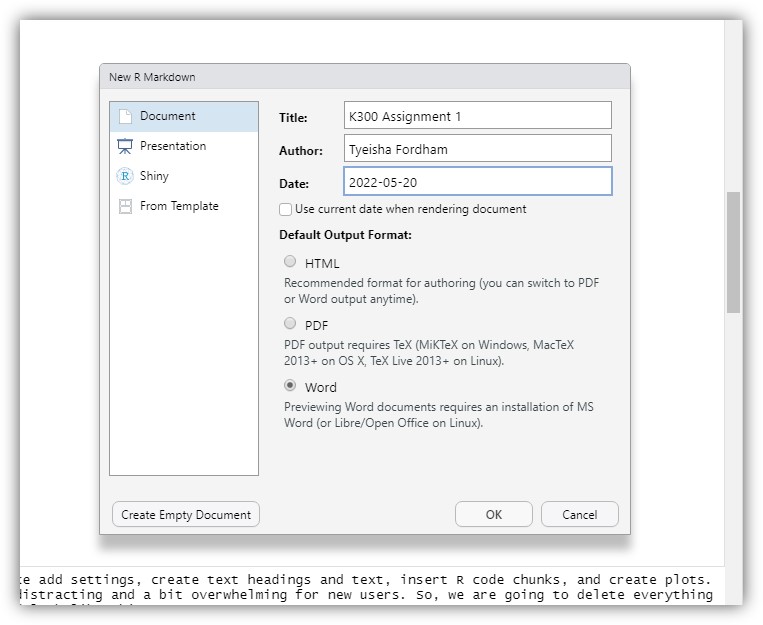 New R Markdown
Document
Presentation
Shiny
From Template
Title:
K300 Assignment 1
Author:
Tyeisha Fordham
Date:
2022-05-20
Use current date when rendering document
Default Output Format:
HTML
Recommended format for authoring (you can switch to PDF
or Word output anytime).
PDF
PDF output requires TeX (MiKTeX on Windows, MacTeX
2013+ on OS X, TeX Live 2013+ on Linux).
Word
Previewing Word documents requires an installation of MS
Word (or Libre/Open Office on Linux).
Create Empty Document
OK
Cancel
add settings, create text headings and text, insert R code chunks, and create plots.
distracting and a bit overwhelming for new users. So, we are going to delete everything